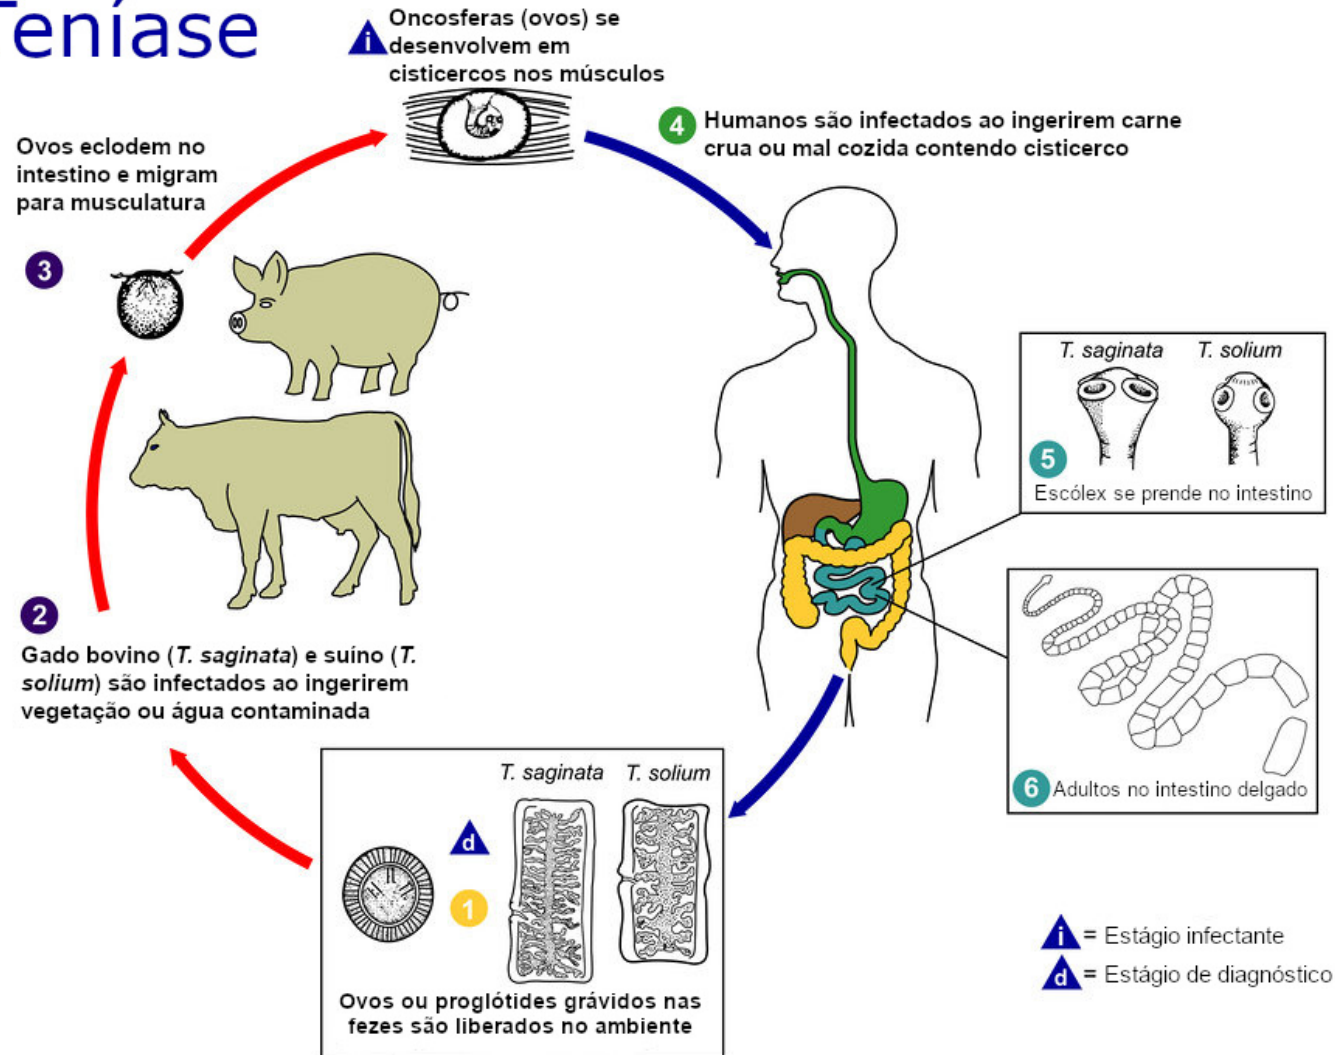 Teníase
i
Oncosferas (ovos) se
desenvolvem em
cisticercos nos músculos
4
Humanos são infectados ao ingerirem carne
crua ou mal cozida contendo cisticerco
Ovos eclodem no
intestino e migram
para musculatura
3
T. saginata T. solium
5
Escólex se prende no intestino
2
Gado bovino (T. saginata) e suíno (T.
solium) são infectados ao ingerirem
vegetação ou água contaminada
6 Adultos no intestino delgado
T. saginata T. solium
d
1
Ovos ou proglótides grávidos nas
fezes são liberados no ambiente
i = Estágio infectante
d = Estágio de diagnóstico